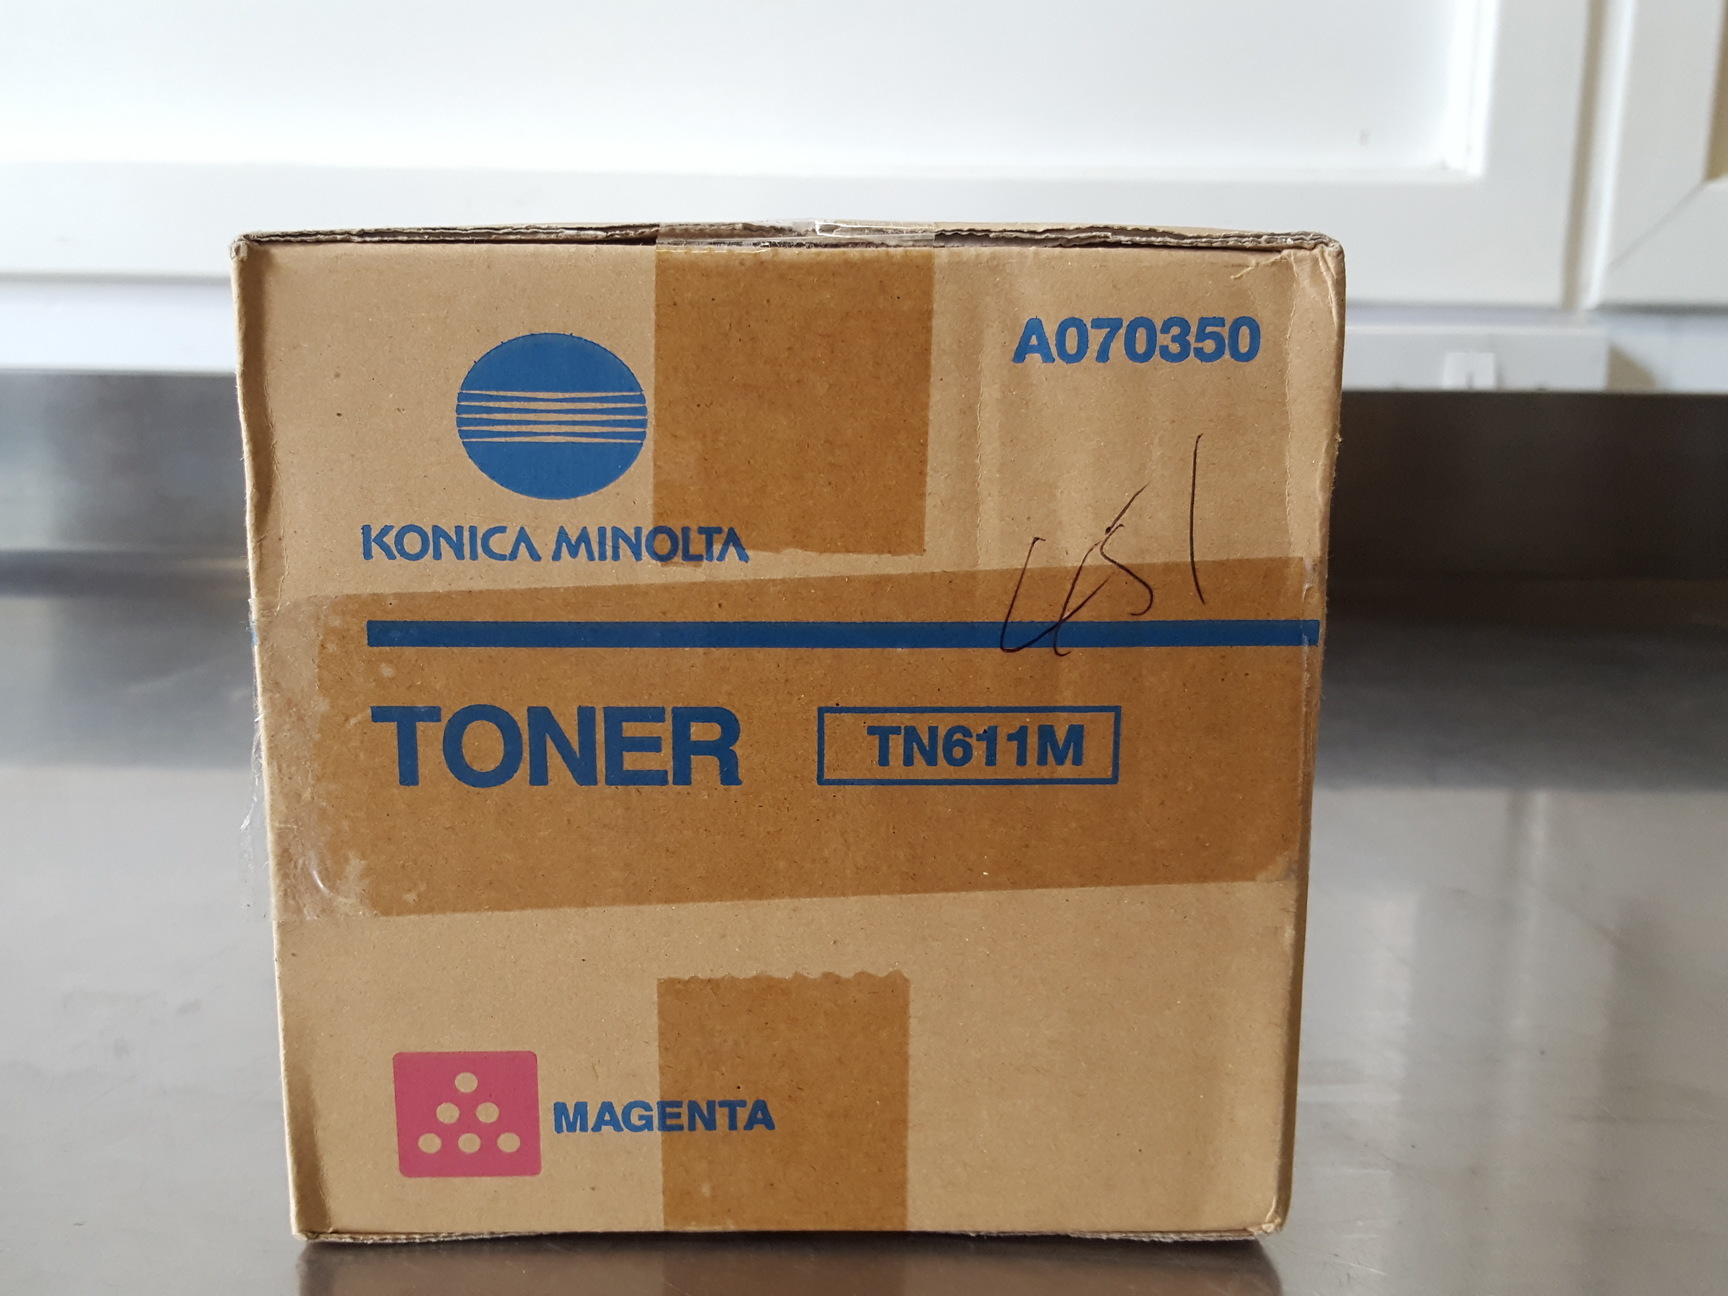 A070350
KONICA MINOLTA
TONER TN611M
MAGENTA